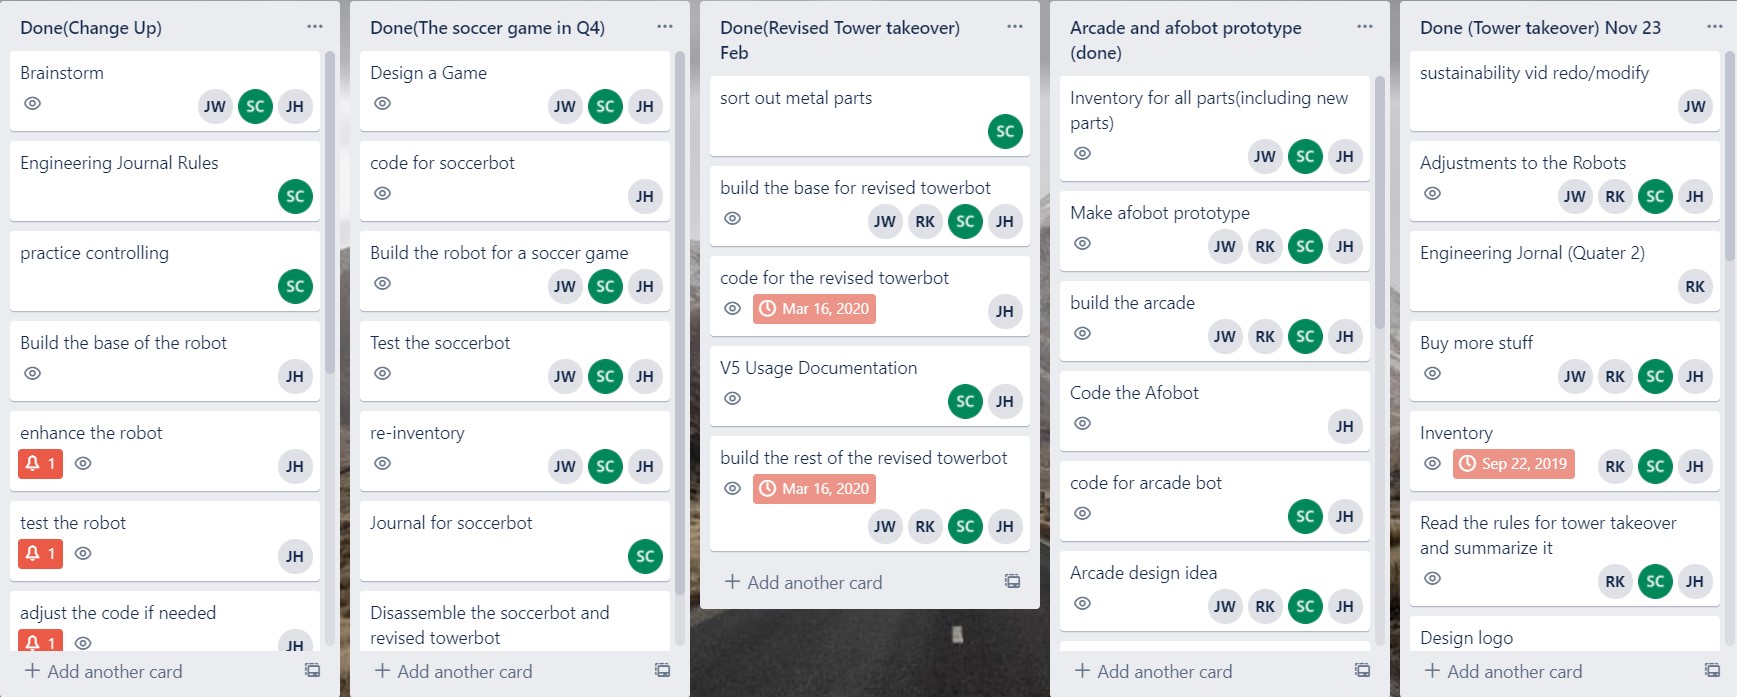 Done(Change Up)
Brainstorm
JW SC JH
Engineering Journal Rules
SC
practice controlling
SC
Build the base of the robot
JH
enhance the robot
1
JH
test the robot
1
JH
adjust the code if needed
1
JH
Add another card
Done(The soccer game in Q4)
Design a Game
JW SC JH
code for soccerbot
JH
Build the robot for a soccer game
JW SC JH
Test the soccerbot
JW SC JH
re-inventory
JW SC JH
Journal for soccerbot
SC
Disassemble the soccerbot and
revised towerbot
Add another card
Done(Revised Tower takeover)
Feb
sort out metal parts
SC
build the base for revised towerbot
JW RK SC JH
code for the revised towerbot
Mar 16, 2020
JH
V5 Usage Documentation
SC JH
build the rest of the revised towerbot
Mar 16, 2020
JW RK SC JH
Add another card
Arcade and afobot prototype
(done)
Inventory for all parts(including new
parts)
JW SC JH
Make afobot prototype
JW RK SC JH
build the arcade
JW RK SC JH
Code the Afobot
JH
code for arcade bot
SC JH
Arcade design idea
JW RK SC JH
Add another card
Done (Tower takeover) Nov 23
sustainability vid redo/modify
JW
Adjustments to the Robots
JW RK SC JH
Engineering Jornal (Quater 2)
RK
Buy more stuff
JW RK SC JH
Inventory
Sep 22, 2019
RK SC JH
Read the rules for tower takeover
and summarize it
RK SC JH
Design logo
Add another card